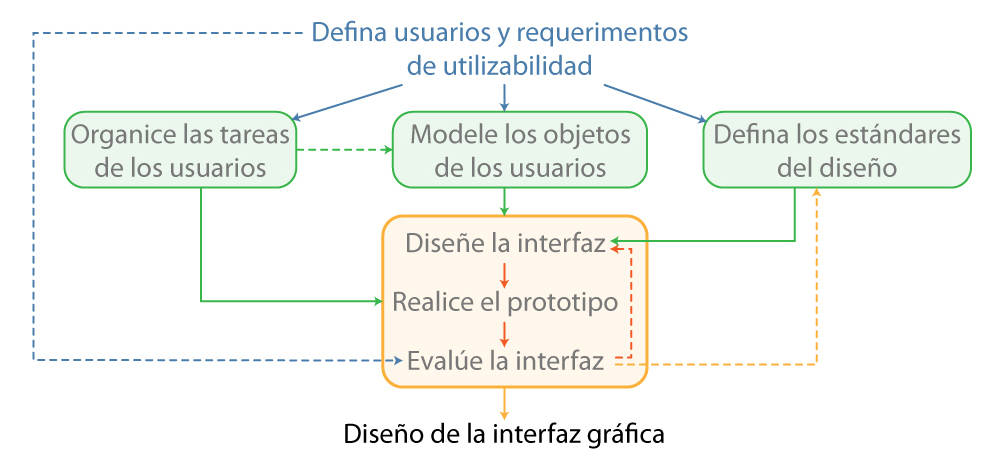 Defina usuarios y requerimentos
de utilizabilidad
Organice las tareas
de los usuarios
Modele los objetos
de los usuarios
Defina los estándares
del diseño
Diseñe la interfaz
Realice el prototipo
Evalúe la interfaz
Diseño de la interfaz gráfica